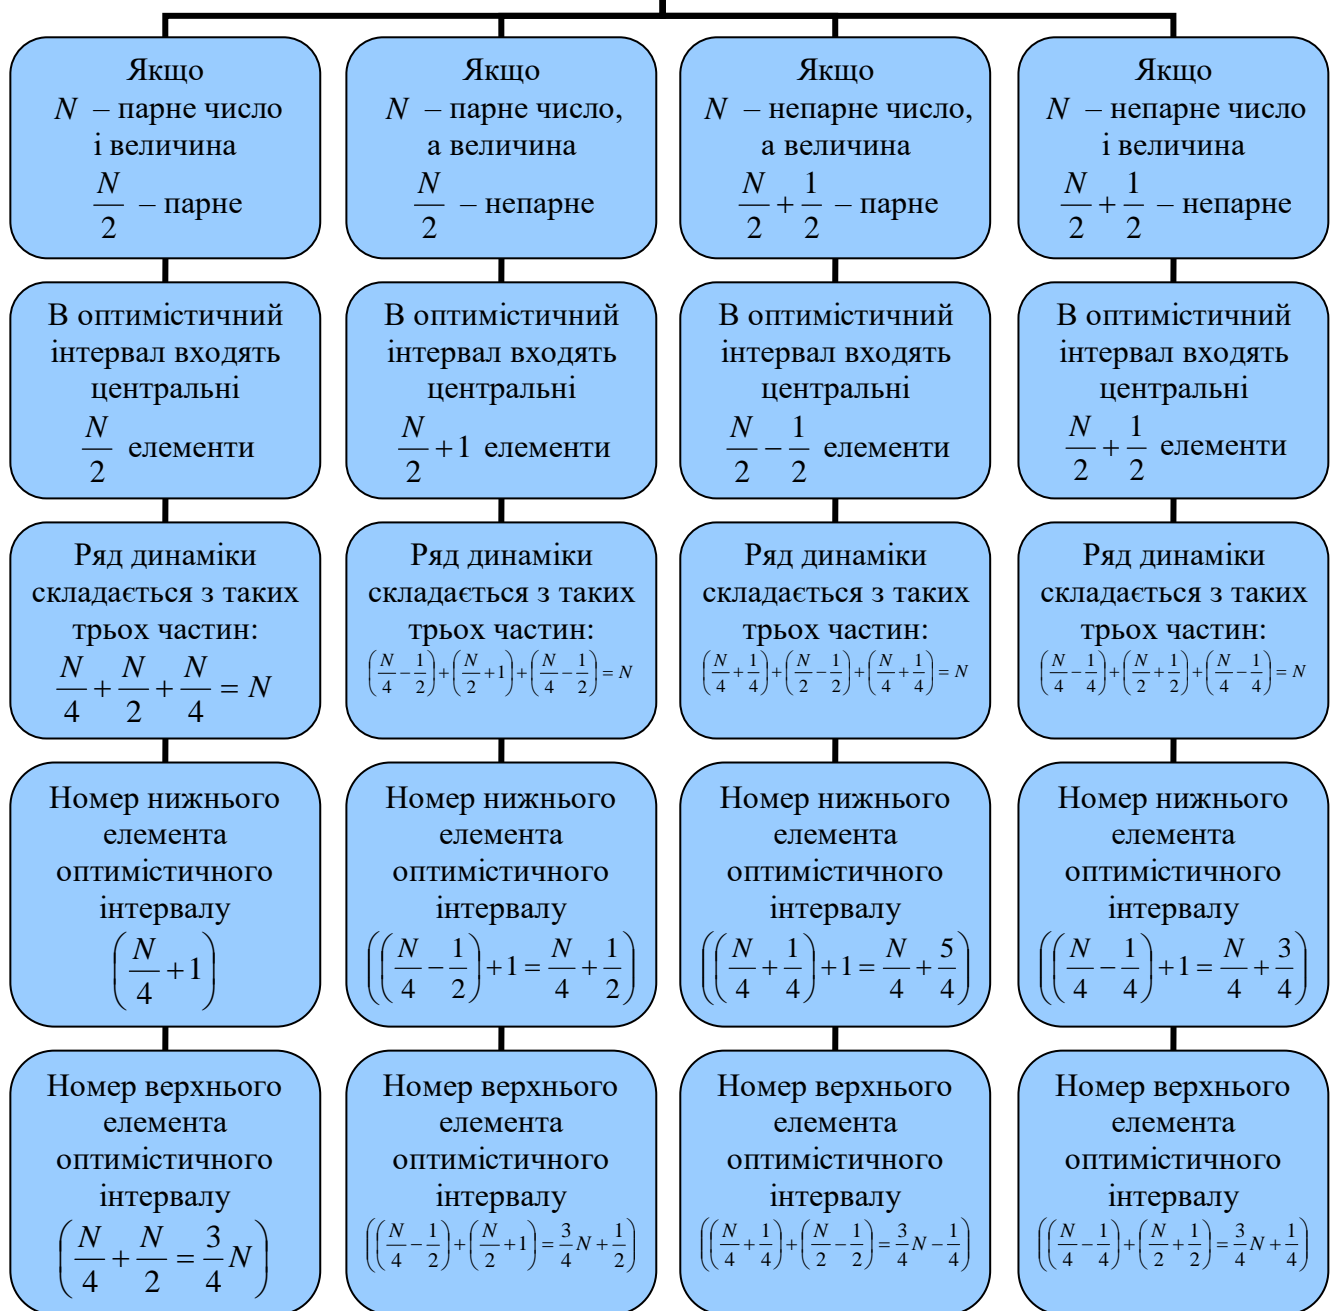 Якщо
N – парне число
і величина
N/2 – парне
Якщо
N – парне число,
а величина
N/2 – непарне
Якщо
N – непарне число,
а величина
N/2 + 1/2 – парне
Якщо
N – непарне число
і величина
N/2 + 1/2 – непарне
В оптимістичний
інтервал входять
центральні
N/2 елементи
В оптимістичний
інтервал входять
центральні
N/2 + 1 елементи
В оптимістичний
інтервал входять
центральні
N/2 − 1/2 елементи
В оптимістичний
інтервал входять
центральні
N/2 + 1/2 елементи
Ряд динаміки
складається з таких
трьох частин:
N/4 + N/2 + N/4 = N
Ряд динаміки
складається з таких
трьох частин:
(N/4 − 1/2) + (N/2 + 1) + (N/4 − 1/2) = N
Ряд динаміки
складається з таких
трьох частин:
(N/4 + 1/4) + (N/2 − 1/2) + (N/4 + 1/4) = N
Ряд динаміки
складається з таких
трьох частин:
(N/4 − 1/4) + (N/2 + 1/2) + (N/4 − 1/4) = N
Номер нижнього
елемента
оптимістичного
інтервалу
(N/4 + 1)
Номер нижнього
елемента
оптимістичного
інтервалу
((N/4 − 1/2) + 1 = N/4 + 1/2)
Номер нижнього
елемента
оптимістичного
інтервалу
((N/4 + 1/4) + 1 = N/4 + 5/4)
Номер нижнього
елемента
оптимістичного
інтервалу
((N/4 − 1/4) + 1 = N/4 + 3/4)
Номер верхнього
елемента
оптимістичного
інтервалу
(N/4 + N/2 = 3/4 N)
Номер верхнього
елемента
оптимістичного
інтервалу
((N/4 − 1/2) + (N/2 + 1) = 3/4 N + 1/2)
Номер верхнього
елемента
оптимістичного
інтервалу
((N/4 + 1/4) + (N/2 − 1/2) = 3/4 N − 1/4)
Номер верхнього
елемента
оптимістичного
інтервалу
((N/4 − 1/4) + (N/2 + 1/2) = 3/4 N + 1/4)